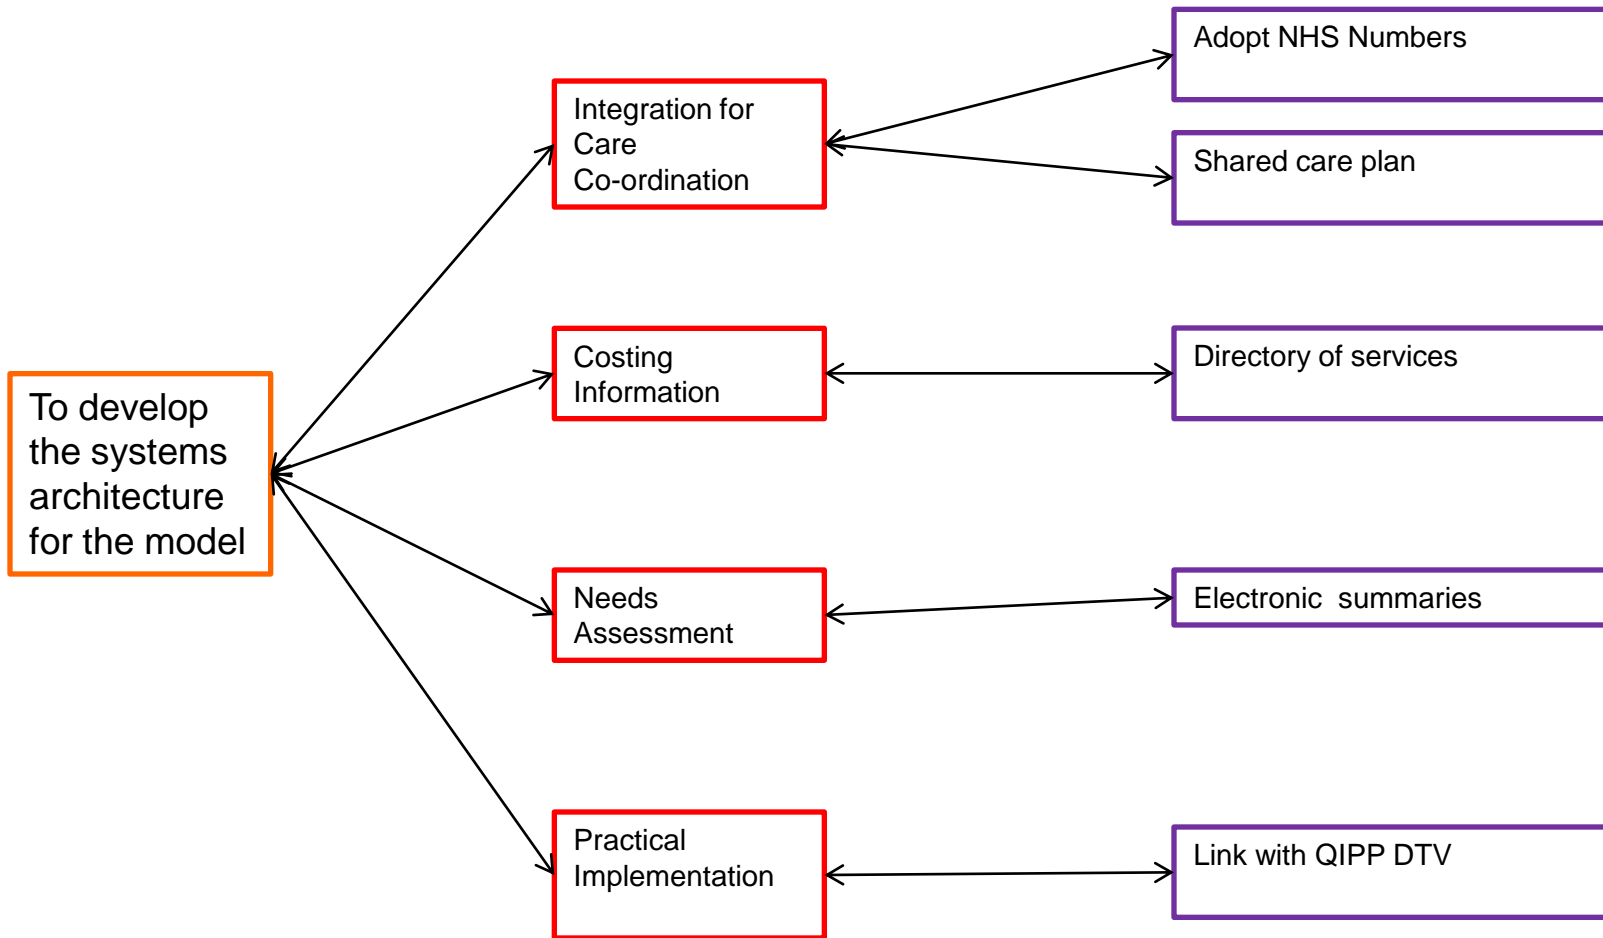 To develop
the systems
architecture
for the model
Integration for
Care
Co-ordination
Costing
Information
Needs
Assessment
Practical
Implementation
Adopt NHS Numbers
Shared care plan
Directory of services
Electronic  summaries
Link with QIPP DTV